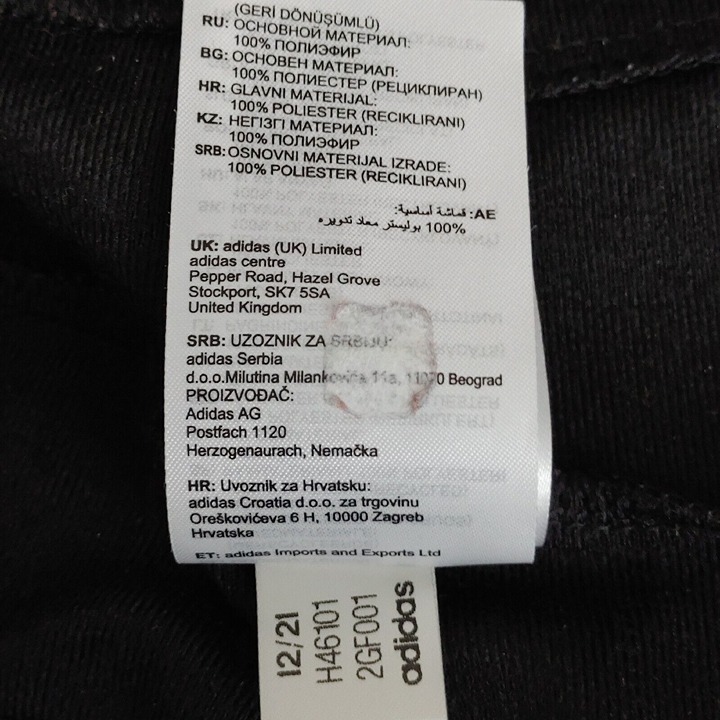 (GERİ DÖNÜŞÜMLÜ)
RU: ОСНОВНОЙ МАТЕРИАЛ:
100% ПОЛИЭФИР
BG: ОСНОВЕН МАТЕРИАЛ:
100% ПОЛИЕСТЕР (РЕЦИКЛИРАН)
HR: GLAVNI MATERIJAL:
100% POLIESTER (RECIKLIRANI)
KZ: НЕГІЗГІ МАТЕРИАЛ:
100% ПОЛИЭФИР
SRB: OSNOVNI MATERIJAL IZRADE:
100% POLIESTER (RECIKLIRANI)
AE: قماشة أساسية:
100% بوليستر معاد تدويره
UK: adidas (UK) Limited
adidas centre
Pepper Road, Hazel Grove
Stockport, SK7 5SA
United Kingdom
SRB: UZOZNIK ZA SRBIJU:
adidas Serbia
d.o.o.Milutina Milankovića 11a, 11070 Beograd
PROIZVOĐAČ:
Adidas AG
Postfach 1120
Herzogenaurach, Nemačka
HR: Uvoznik za Hrvatsku:
adidas Croatia d.o.o. za trgovinu
Oreškovićeva 6 H, 10000 Zagreb
Hrvatska
ET: adidas Imports and Exports Ltd
12/21
H46101
2GF001
adidas